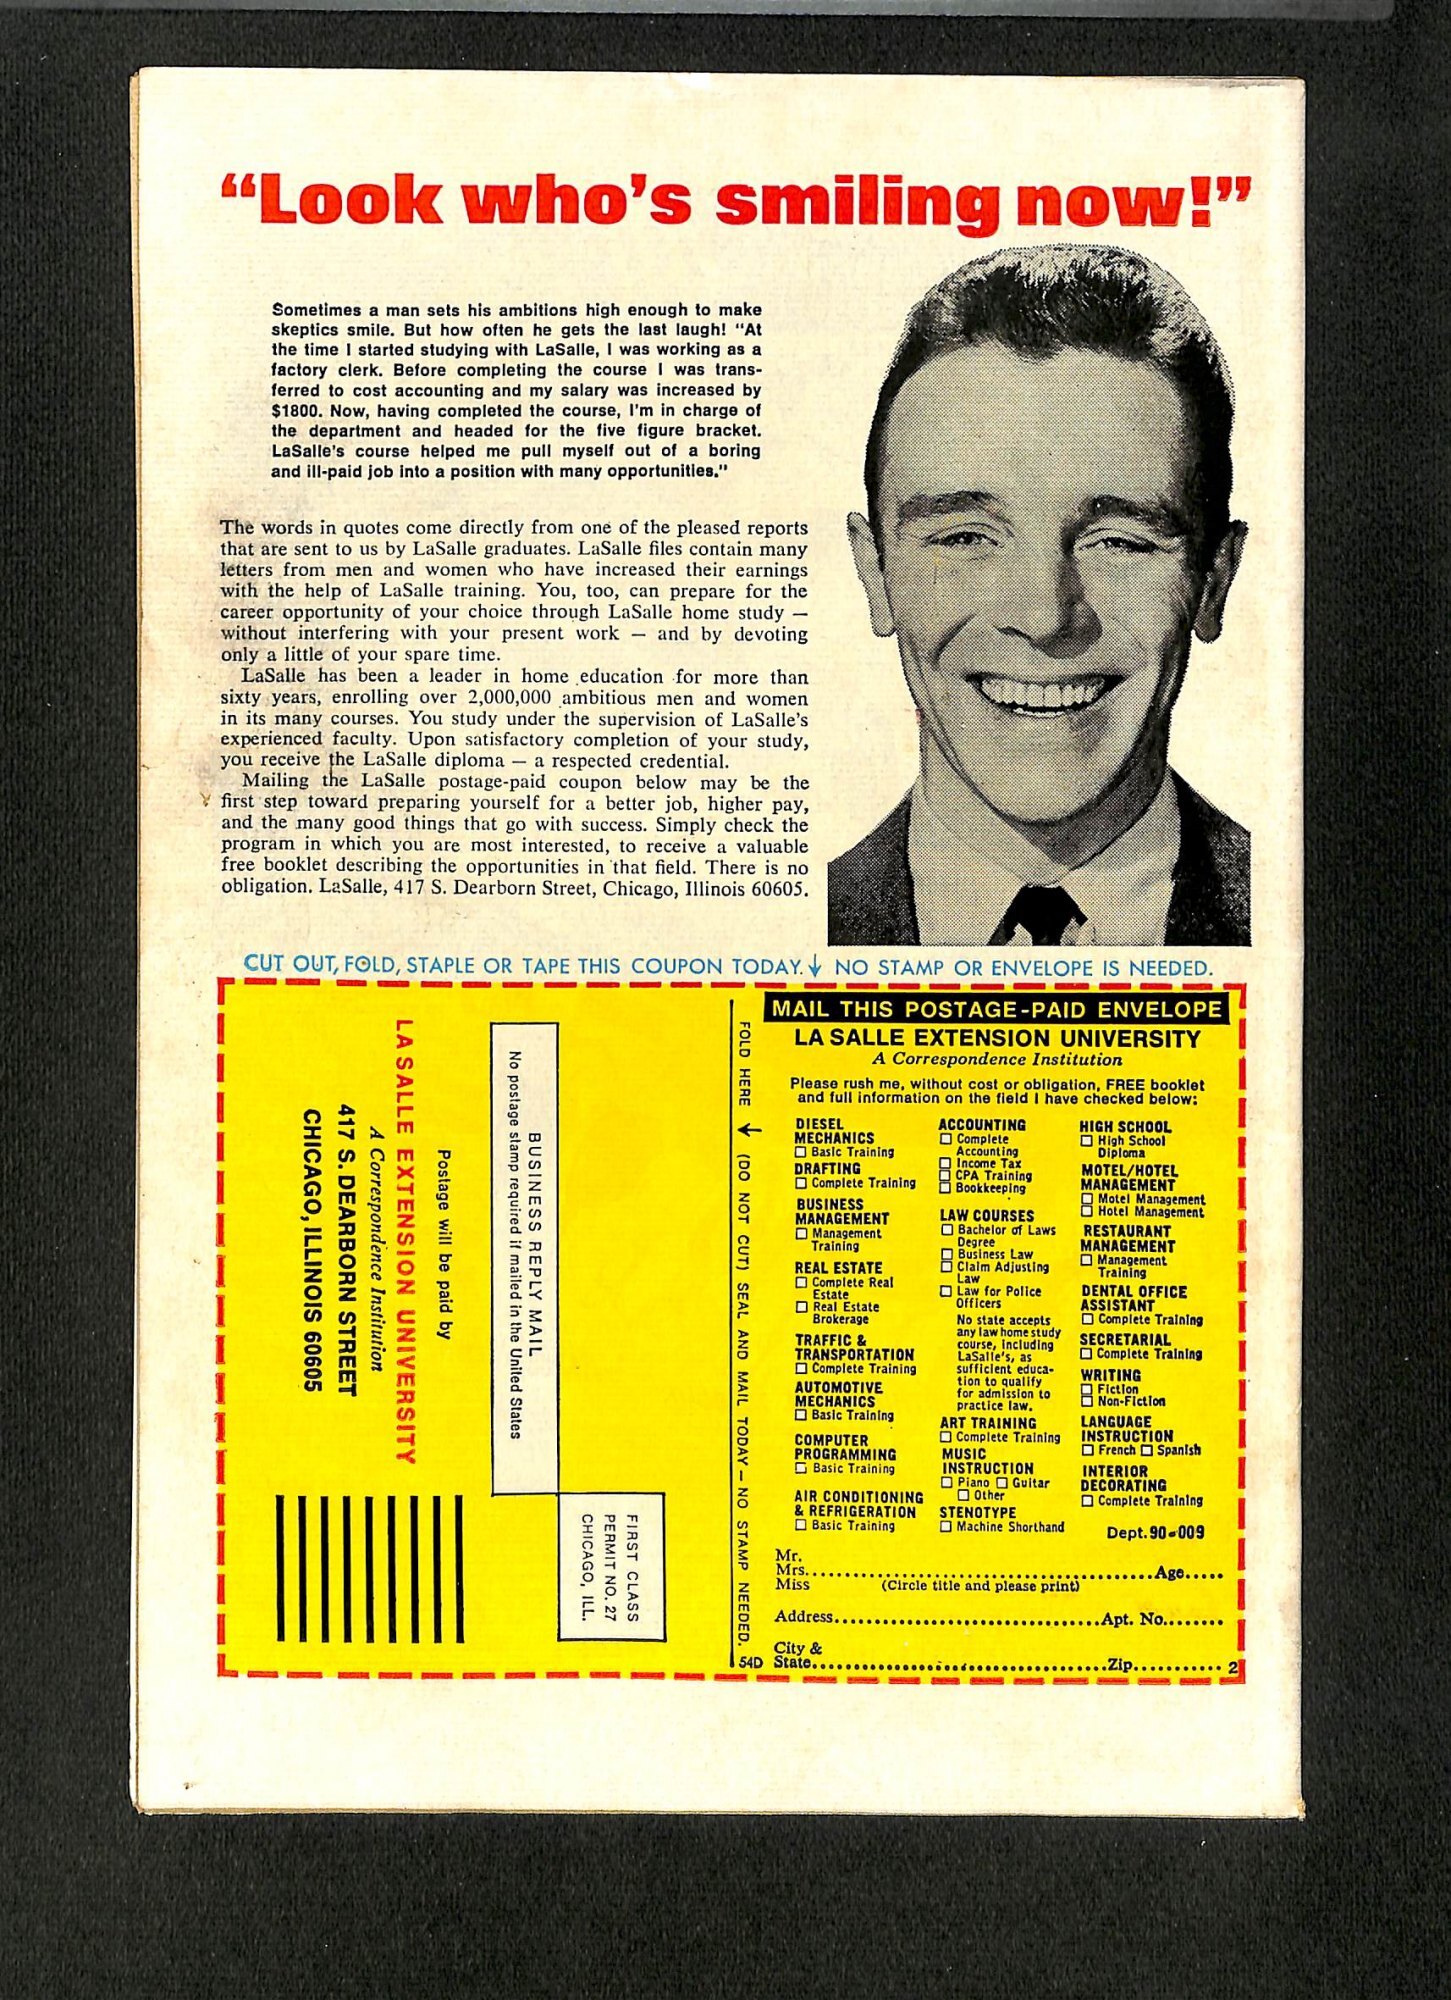 “Look who’s smiling now!”
Sometimes a man sets his ambitions high enough to make
skeptics smile. But how often he gets the last laugh! "At
the time I started studying with LaSalle, I was working as a
factory clerk. Before completing the course I was trans-
ferred to cost accounting and my salary was increased by
$1800. Now, having completed the course, I'm in charge of
the department and headed for the five figure bracket.
LaSalle's course helped me pull myself out of a boring
and ill-paid job into a position with many opportunities."
The words in quotes come directly from one of the pleased reports
that are sent to us by LaSalle graduates. LaSalle files contain many
letters from men and women who have increased their earnings
with the help of LaSalle training. You, too, can prepare for the
career opportunity of your choice through LaSalle home study —
without interfering with your present work — and by devoting
only a little of your spare time.
LaSalle has been a leader in home education for more than
sixty years, enrolling over 2,000,000 ambitious men and women
in its many courses. You study under the supervision of LaSalle's
experienced faculty. Upon satisfactory completion of your study,
you receive the LaSalle diploma — a respected credential.
Mailing the LaSalle postage-paid coupon below may be the
first step toward preparing yourself for a better job, higher pay,
and the many good things that go with success. Simply check the
program in which you are most interested, to receive a valuable
free booklet describing the opportunities in that field. There is no
obligation. LaSalle, 417 S. Dearborn Street, Chicago, Illinois 60605.
CUT OUT, FOLD, STAPLE OR TAPE THIS COUPON TODAY.↓ NO STAMP OR ENVELOPE IS NEEDED.
FIRST CLASS
PERMIT NO. 27
CHICAGO, ILL.
BUSINESS REPLY MAIL
No postage stamp required if mailed in the United States
Postage will be paid by
LA SALLE EXTENSION UNIVERSITY
A Correspondence Institution
417 S. DEARBORN STREET
CHICAGO, ILLINOIS 60605
FOLD HERE → (DO NOT CUT) SEAL AND MAIL TODAY — NO STAMP NEEDED.
54D
MAIL THIS POSTAGE-PAID ENVELOPE
LA SALLE EXTENSION UNIVERSITY
A Correspondence Institution
Please rush me, without cost or obligation, FREE booklet
and full information on the field I have checked below:
DIESEL
MECHANICS
☐ Basic Training
DRAFTING
☐ Complete Training
BUSINESS
MANAGEMENT
☐ Management
Training
REAL ESTATE
☐ Complete Real
Estate
☐ Real Estate
Brokerage
TRAFFIC &
TRANSPORTATION
☐ Complete Training
AUTOMOTIVE
MECHANICS
☐ Basic Training
COMPUTER
PROGRAMMING
☐ Basic Training
AIR CONDITIONING
& REFRIGERATION
☐ Basic Training
ACCOUNTING
☐ Complete
Accounting
☐ Income Tax
☐ CPA Training
☐ Bookkeeping
LAW COURSES
☐ Bachelor of Laws
Degree
☐ Business Law
☐ Claim Adjusting
Law
☐ Law for Police
Officers
No state accepts
any law home study
course, including
LaSalle's, as
sufficient educa-
tion to qualify
for admission to
practice law.
ART TRAINING
☐ Complete Training
MUSIC
INSTRUCTION
☐ Piano ☐ Guitar
☐ Other
STENOTYPE
☐ Machine Shorthand
HIGH SCHOOL
☐ High School
Diploma
MOTEL/HOTEL
MANAGEMENT
☐ Motel Management
☐ Hotel Management
RESTAURANT
MANAGEMENT
☐ Management
Training
DENTAL OFFICE
ASSISTANT
☐ Complete Training
SECRETARIAL
☐ Complete Training
WRITING
☐ Fiction
☐ Non-Fiction
LANGUAGE
INSTRUCTION
☐ French ☐ Spanish
INTERIOR
DECORATING
☐ Complete Training
Dept. 90-009
Mr.
Mrs. Age
Miss (Circle title and please print)
Address Apt. No.
City &
State Zip 2